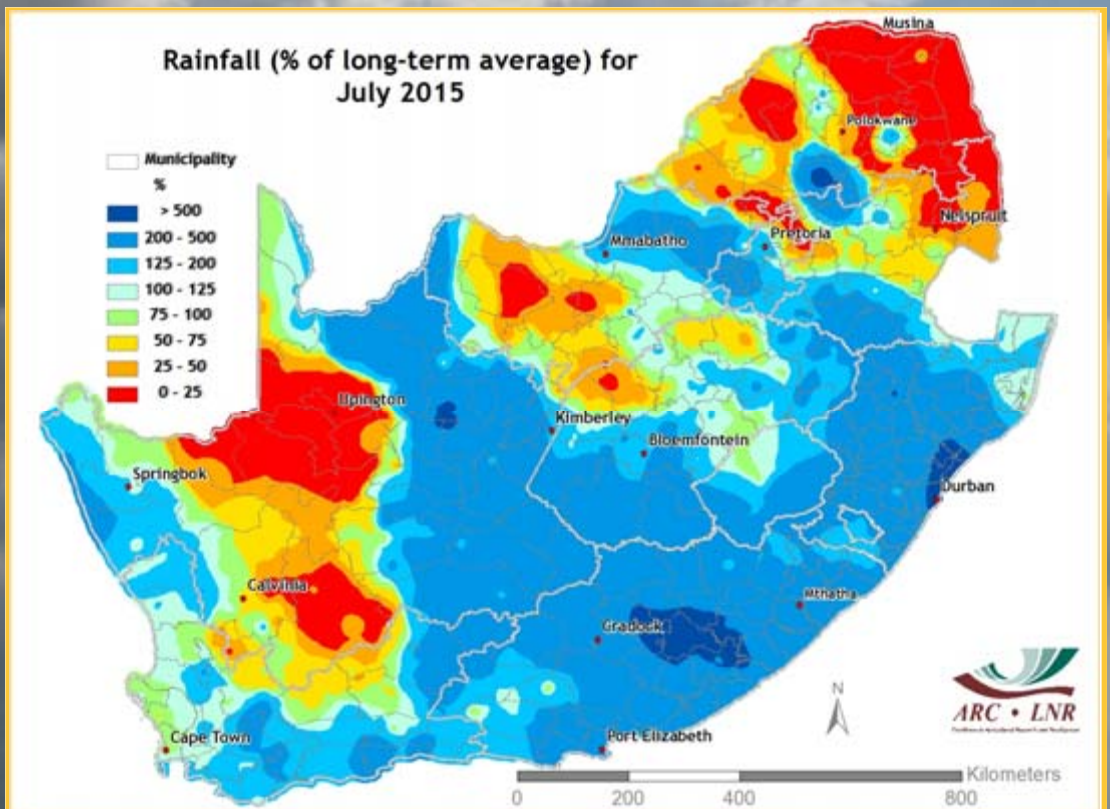 Rainfall (% of long-term average) for
July 2015
Municipality
%
> 500
200 - 500
125 - 200
100 - 125
75 - 100
50 - 75
25 - 50
0 - 25
Musina
Polokwane
Nelspruit
Pretoria
Mmabatho
Upington
Kimberley
Bloemfontein
Springbok
Durban
Calvinia
Mthatha
Cradock
Cape Town
Port Elizabeth
N
ARC • LNR
Kilometers
0 200 400 800